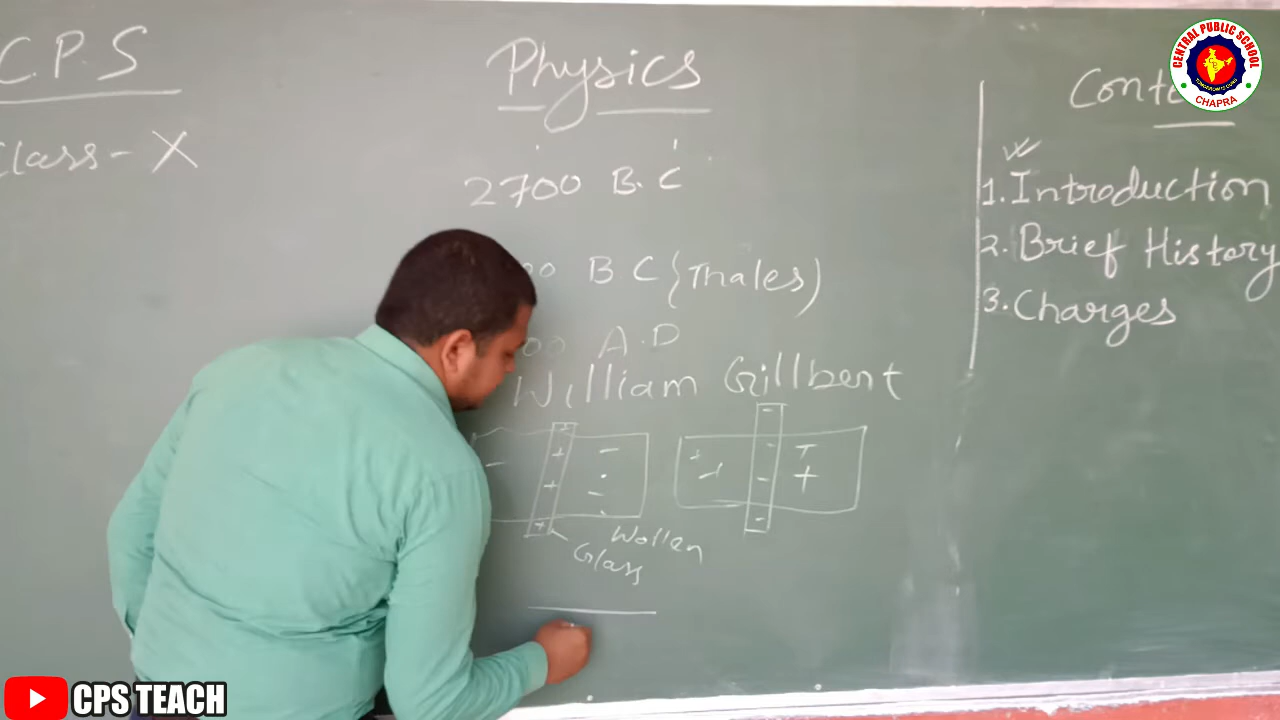 C.P.S
Class - X
Physics
2700 B.C
B C (Thales)
A.D
William Gillbert
Wollen
Glass
1. Introduction
2. Brief History
3. Charges
CENTRAL PUBLIC SCHOOL
CHAPRA
CPS TEACH